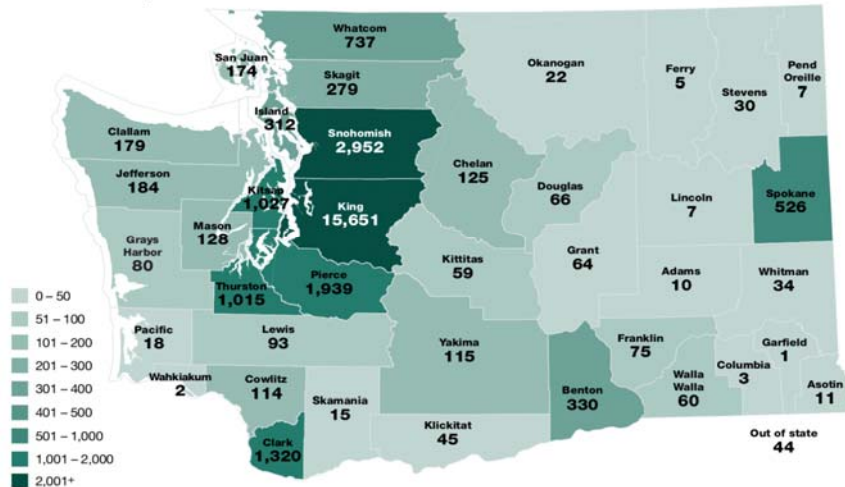 Whatcom
737
San Juan
174
Skagit
279
Okanogan
22
Ferry
5
Stevens
30
Pend
Oreille
7
Island
312
Clallam
179
Snohomish
2,952
Jefferson
184
Chelan
125
Douglas
66
Lincoln
7
Spokane
526
Kitsap
1,027
King
15,651
Mason
128
Grays
Harbor
80
Kittitas
59
Grant
64
Adams
10
Whitman
34
Thurston
1,015
Pierce
1,939
Pacific
18
Lewis
93
Yakima
115
Franklin
75
Garfield
1
Columbia
3
Walla
Walla
60
Asotin
11
Wahkiakum
2
Cowlitz
114
Skamania
15
Benton
330
Klickitat
45
Clark
1,320
Out of state
44
0 – 50
51 – 100
101 – 200
201 – 300
301 – 400
401 – 500
501 – 1,000
1,001 – 2,000
2,001+